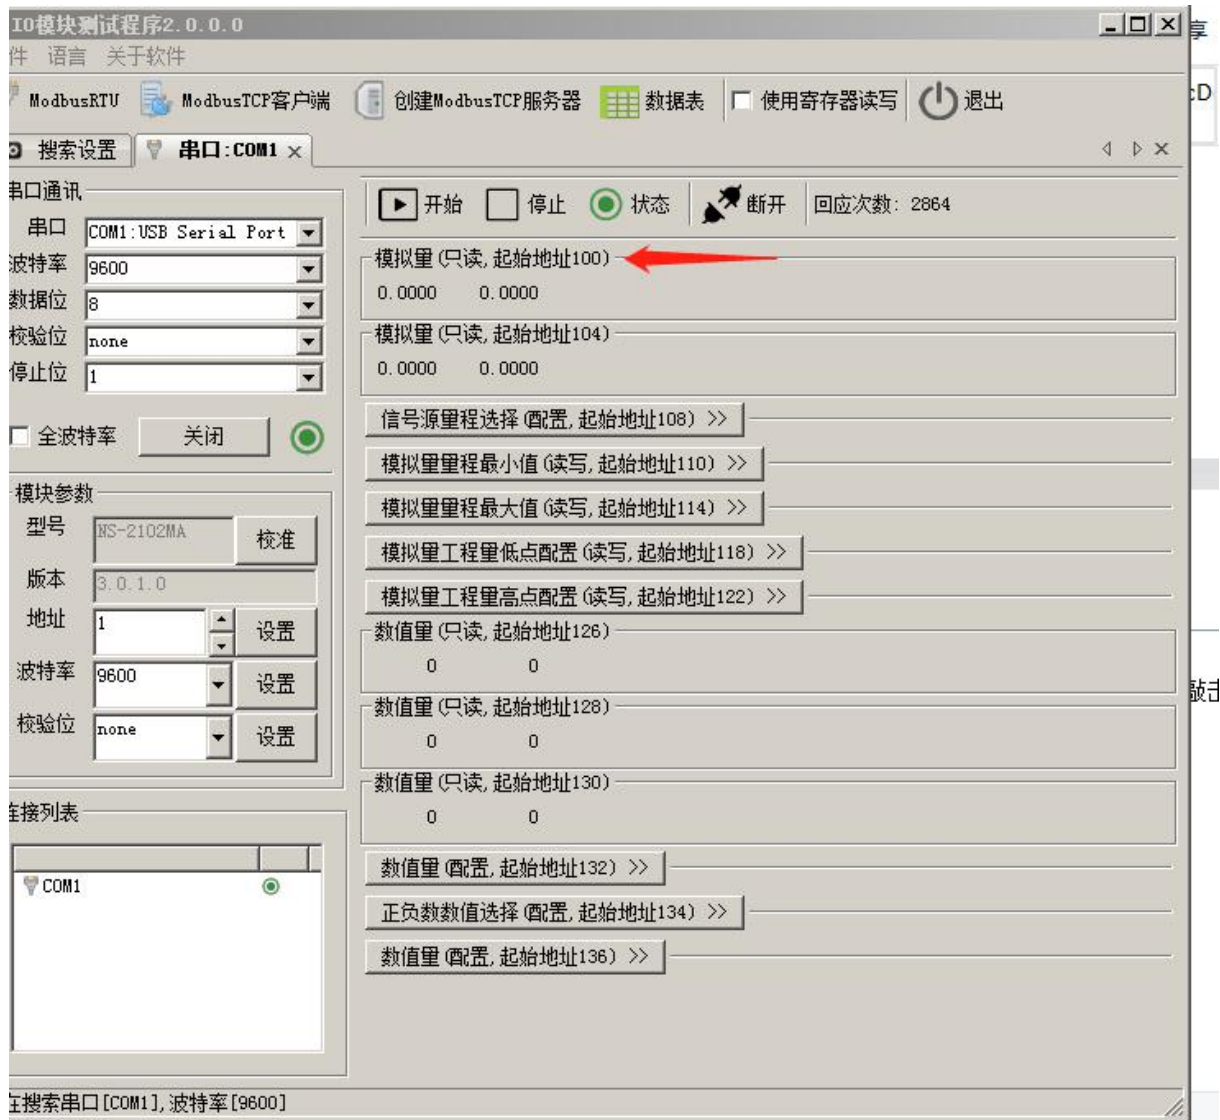 IO模块测试程序2.0.0.0
件 语言 关于软件
ModbusRTU ModbusTCP客户端 创建ModbusTCP服务器 数据表 使用寄存器读写 退出
搜索设置 串口:COM1
串口通讯
串口 COM1:USB Serial Port
波特率 9600
数据位 8
校验位 none
停止位 1
全波特率 关闭
模块参数
型号 NS-2102MA 校准
版本 3.0.1.0
地址 1 设置
波特率 9600 设置
校验位 none 设置
连接列表
COM1
开始 停止 状态 断开 回应次数: 2864
模拟量(只读,起始地址100)
0.0000 0.0000
模拟量(只读,起始地址104)
0.0000 0.0000
信号源量程选择(配置,起始地址108) >>
模拟量量程最小值(读写,起始地址110) >>
模拟量量程最大值(读写,起始地址114) >>
模拟量工程量低点配置(读写,起始地址118) >>
模拟量工程量高点配置(读写,起始地址122) >>
数值量(只读,起始地址126)
0 0
数值量(只读,起始地址128)
0 0
数值量(只读,起始地址130)
0 0
数值量(配置,起始地址132) >>
正负数数值选择(配置,起始地址134) >>
数值量(配置,起始地址136) >>
在搜索串口[COM1],波特率[9600]
享
cD
敲击